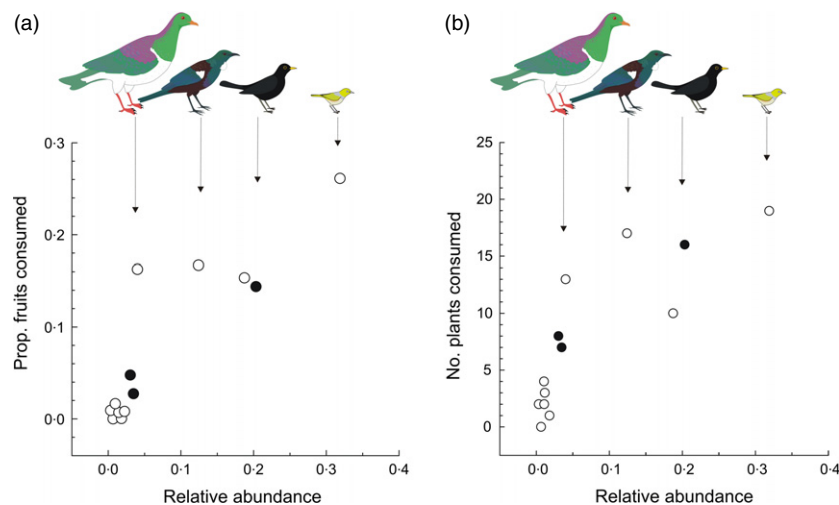 (a)
0·3
0·2
0·1
0·0
Prop. fruits consumed
0·0 0·1 0·2 0·3 0·4
Relative abundance
(b)
25
20
15
10
5
0
No. plants consumed
0·0 0·1 0·2 0·3 0·4
Relative abundance